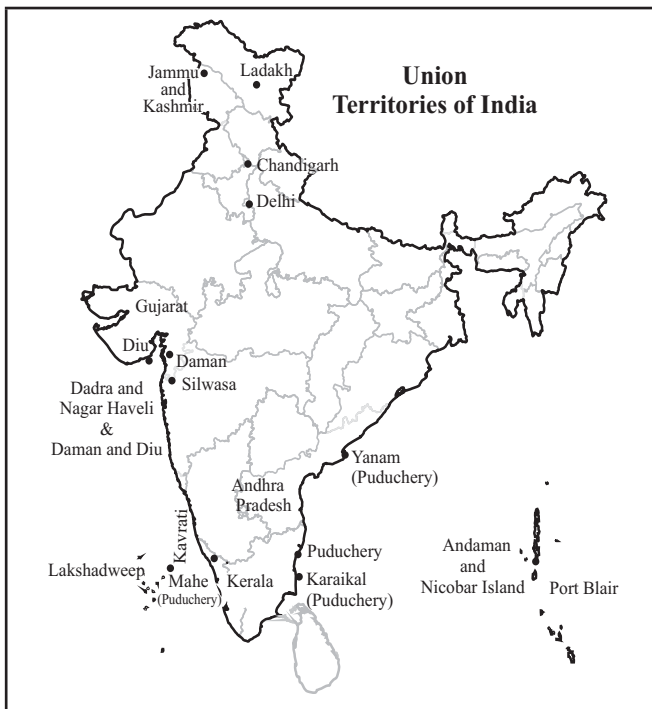 Union
Territories of India
Jammu
and
Kashmir
Ladakh
Chandigarh
Delhi
Gujarat
Diu
Daman
Silwasa
Dadra and
Nagar Haveli
&
Daman and Diu
Yanam
(Puduchery)
Andhra
Pradesh
Kavrati
Lakshadweep
Mahe
(Puduchery)
Kerala
Puduchery
Karaikal
(Puduchery)
Andaman
and
Nicobar Island
Port Blair